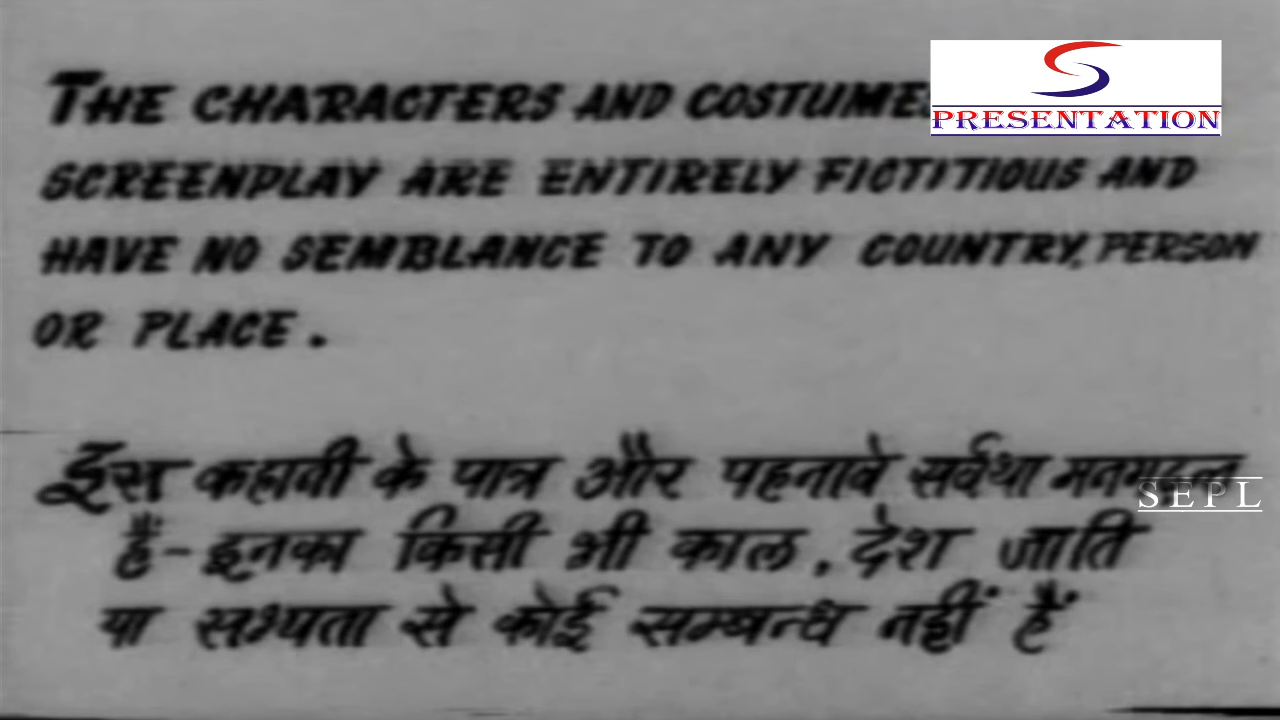 THE CHARACTERS AND COSTUMES
PRESENTATION
SCREENPLAY ARE ENTIRELY FICTITIOUS AND
HAVE NO SEMBLANCE TO ANY COUNTRY, PERSON
OR PLACE.
इस कहानी के पात्र और पहनावे सर्वथा मनगढ़न्त
SEPL
हैं - इनका किसी भी काल, देश जाति
या सभ्यता से कोई सम्बन्ध नहीं हैं